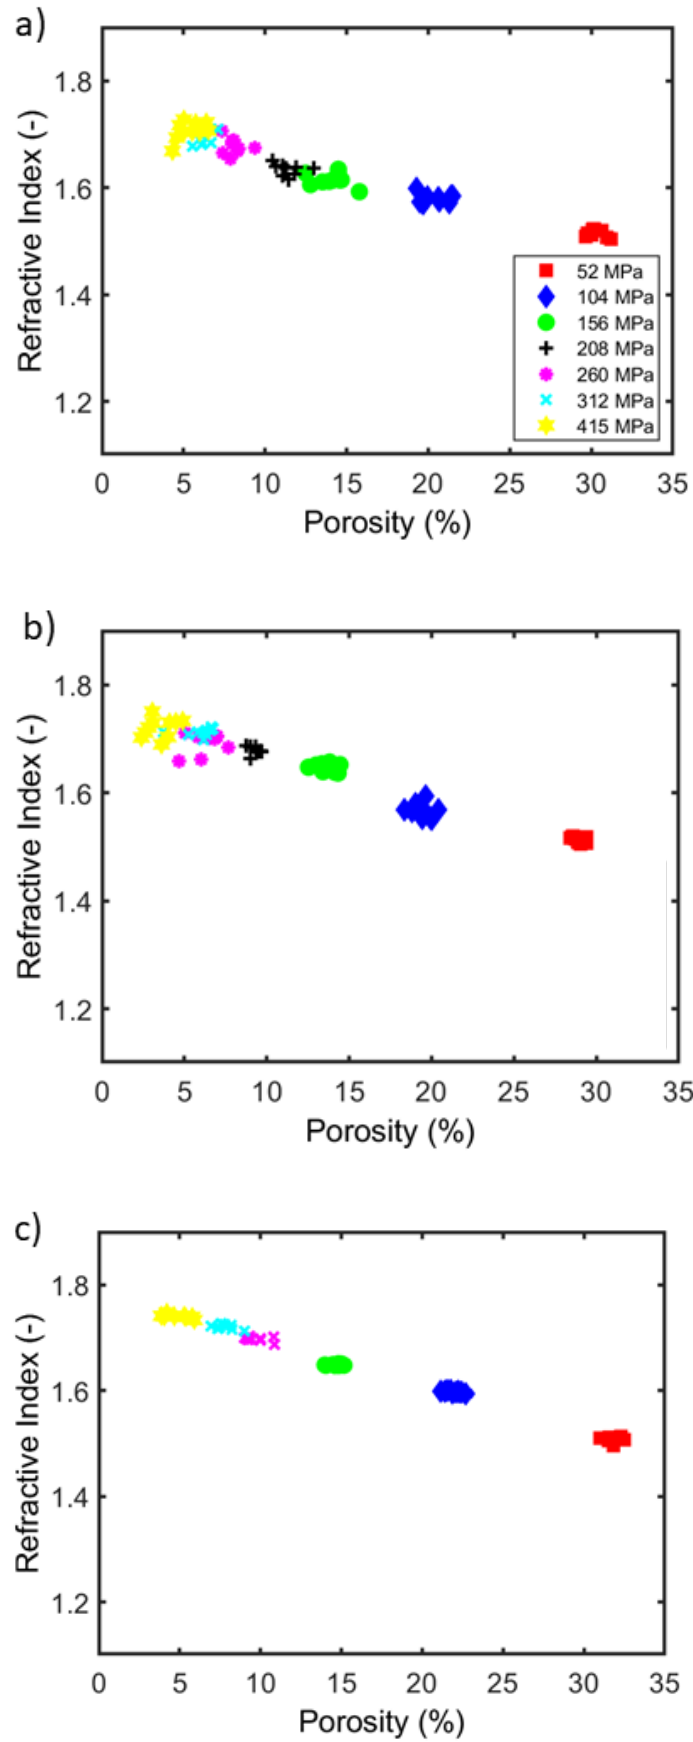 a)
Refractive Index (-)
1.8
1.6
1.4
1.2
52 MPa
104 MPa
156 MPa
208 MPa
260 MPa
312 MPa
415 MPa
0 5 10 15 20 25 30 35
Porosity (%)
b)
Refractive Index (-)
1.8
1.6
1.4
1.2
0 5 10 15 20 25 30 35
Porosity (%)
c)
Refractive Index (-)
1.8
1.6
1.4
1.2
0 5 10 15 20 25 30 35
Porosity (%)